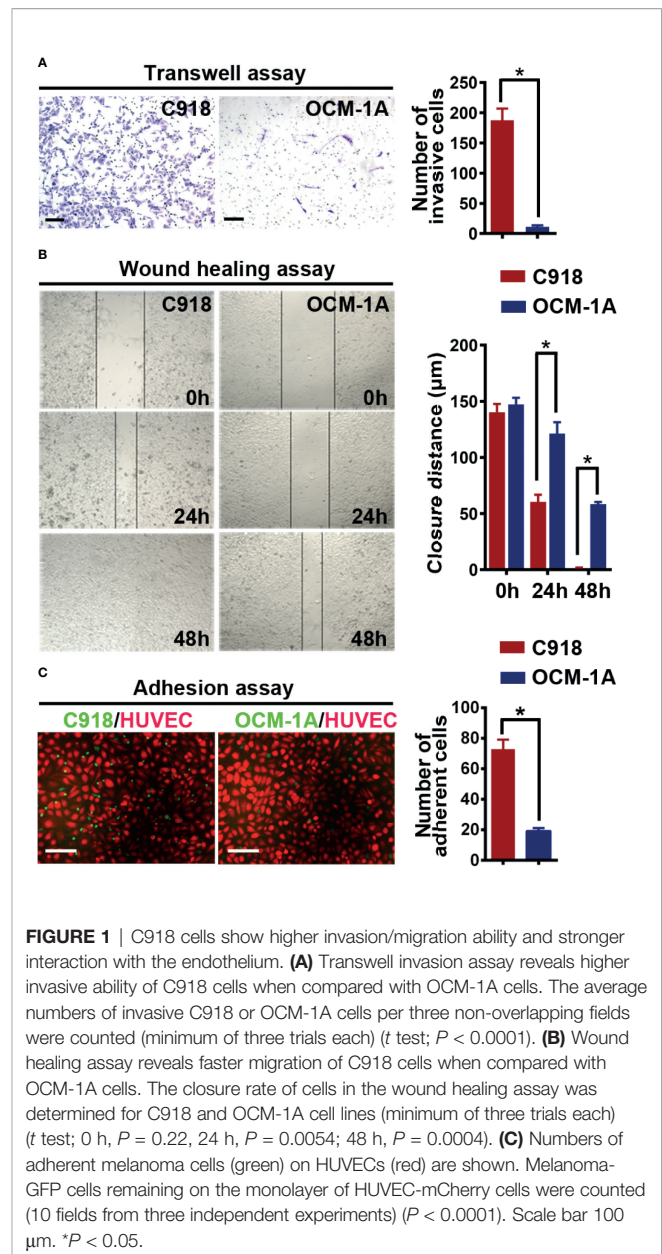 A
Transwell assay
C918
OCM-1A
Number of
invasive cells
250
200
150
100
50
0
*
B
Wound healing assay
C918
OCM-1A
0h
0h
24h
24h
48h
48h
C918
OCM-1A
Closure distance (µm)
200
150
100
50
0
*
*
0h 24h 48h
C
Adhesion assay
C918/HUVEC
OCM-1A/HUVEC
C918
OCM-1A
Number of
adherent cells
100
80
60
40
20
0
*
FIGURE 1 | C918 cells show higher invasion/migration ability and stronger
interaction with the endothelium. (A) Transwell invasion assay reveals higher
invasive ability of C918 cells when compared with OCM-1A cells. The average
numbers of invasive C918 or OCM-1A cells per three non-overlapping fields
were counted (minimum of three trials each) (t test; P < 0.0001). (B) Wound
healing assay reveals faster migration of C918 cells when compared with
OCM-1A cells. The closure rate of cells in the wound healing assay was
determined for C918 and OCM-1A cell lines (minimum of three trials each)
(t test; 0 h, P = 0.22, 24 h, P = 0.0054; 48 h, P = 0.0004). (C) Numbers of
adherent melanoma cells (green) on HUVECs (red) are shown. Melanoma-
GFP cells remaining on the monolayer of HUVEC-mCherry cells were counted
(10 fields from three independent experiments) (P < 0.0001). Scale bar 100
µm. *P < 0.05.